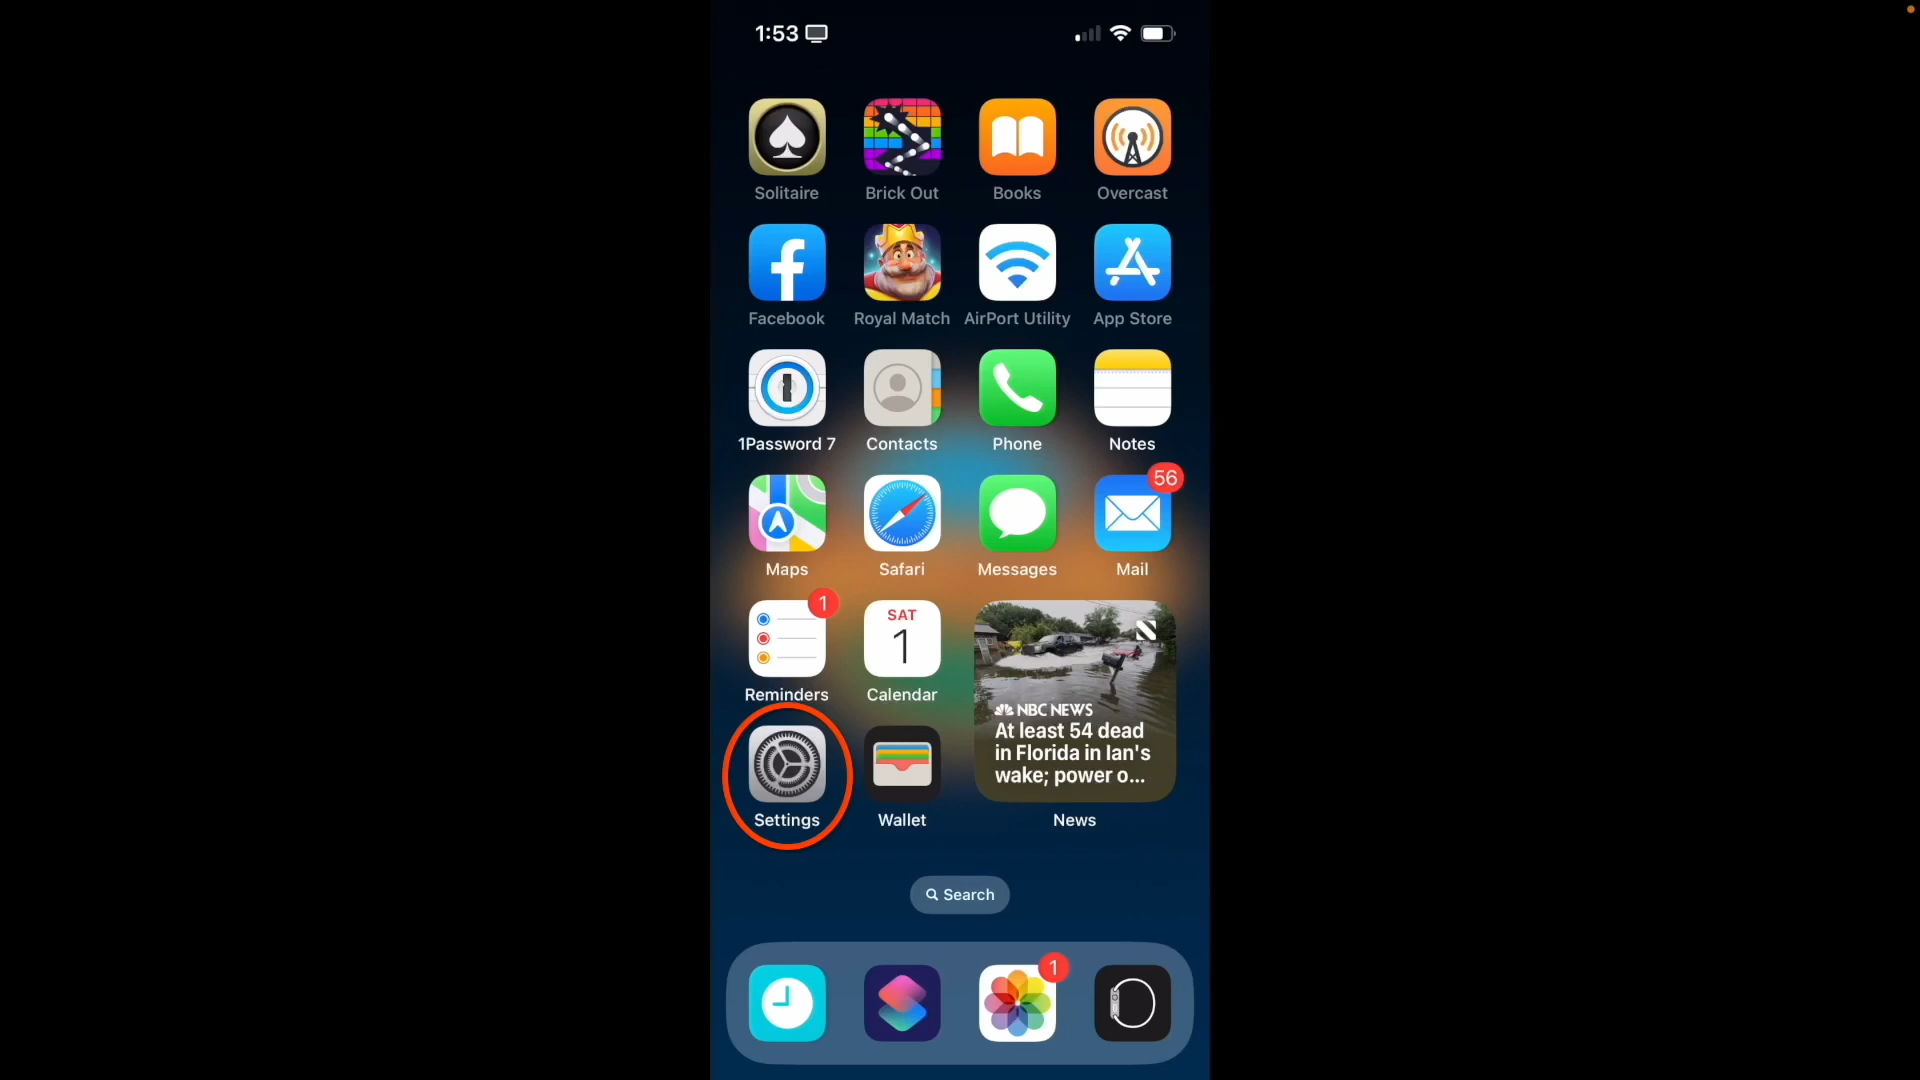 1:53
Solitaire Brick Out Books Overcast
Facebook Royal Match AirPort Utility App Store
1Password 7 Contacts Phone Notes
56
Maps Safari Messages Mail
1
SAT
1
Reminders Calendar
NBC NEWS
At least 54 dead
in Florida in Ian's
wake; power o...
Settings Wallet News
Search
1